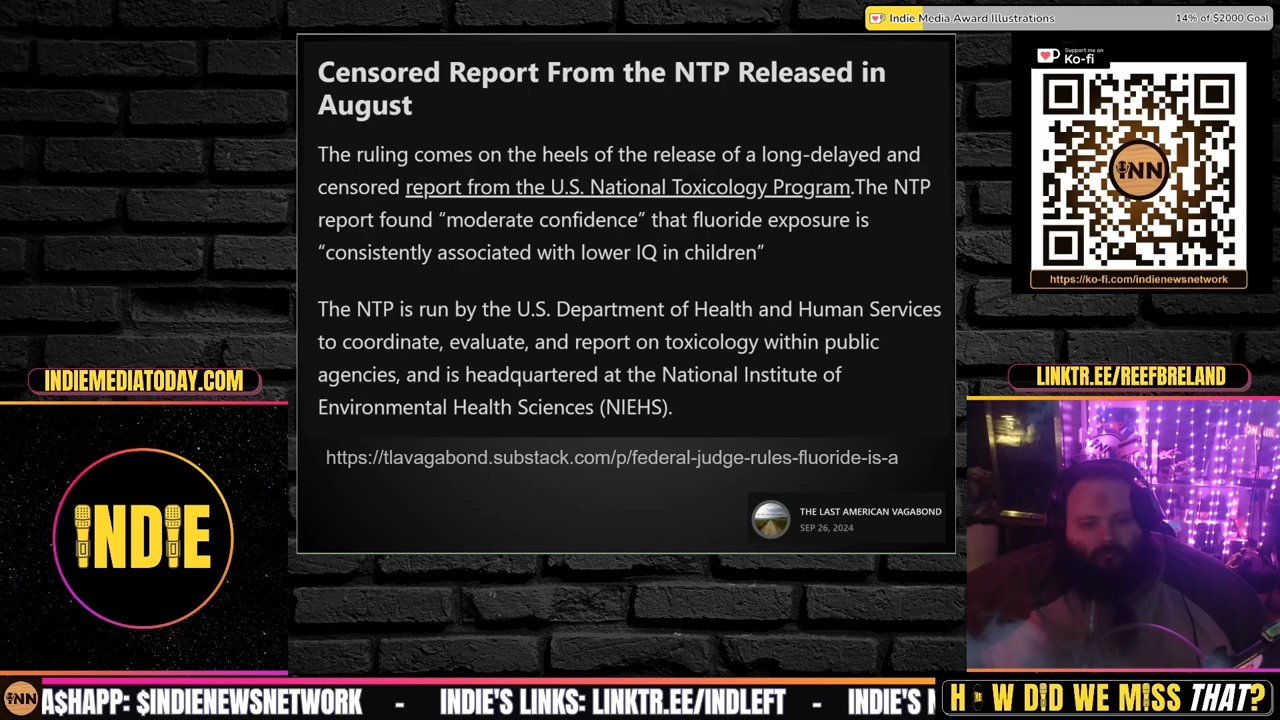 Indie Media Award Illustrations
14% of $2000 Goal
Censored Report From the NTP Released in
August
The ruling comes on the heels of the release of a long-delayed and
censored report from the U.S. National Toxicology Program.The NTP
report found “moderate confidence” that fluoride exposure is
“consistently associated with lower IQ in children”
The NTP is run by the U.S. Department of Health and Human Services
to coordinate, evaluate, and report on toxicology within public
agencies, and is headquartered at the National Institute of
Environmental Health Sciences (NIEHS).
https://tlavagabond.substack.com/p/federal-judge-rules-fluoride-is-a
THE LAST AMERICAN VAGABOND
SEP 26, 2024
Support me on
Ko-fi
INN
https://ko-fi.com/indienewsnetwork
INDIEMEDIATODAY.COM
LINKTR.EE/REEFBRELAND
INDIE
INN
A$HAPP: $INDIENEWSNETWORK - INDIE'S LINKS: LINKTR.EE/INDLEFT - INDIE'S
HOW DID WE MISS THAT?